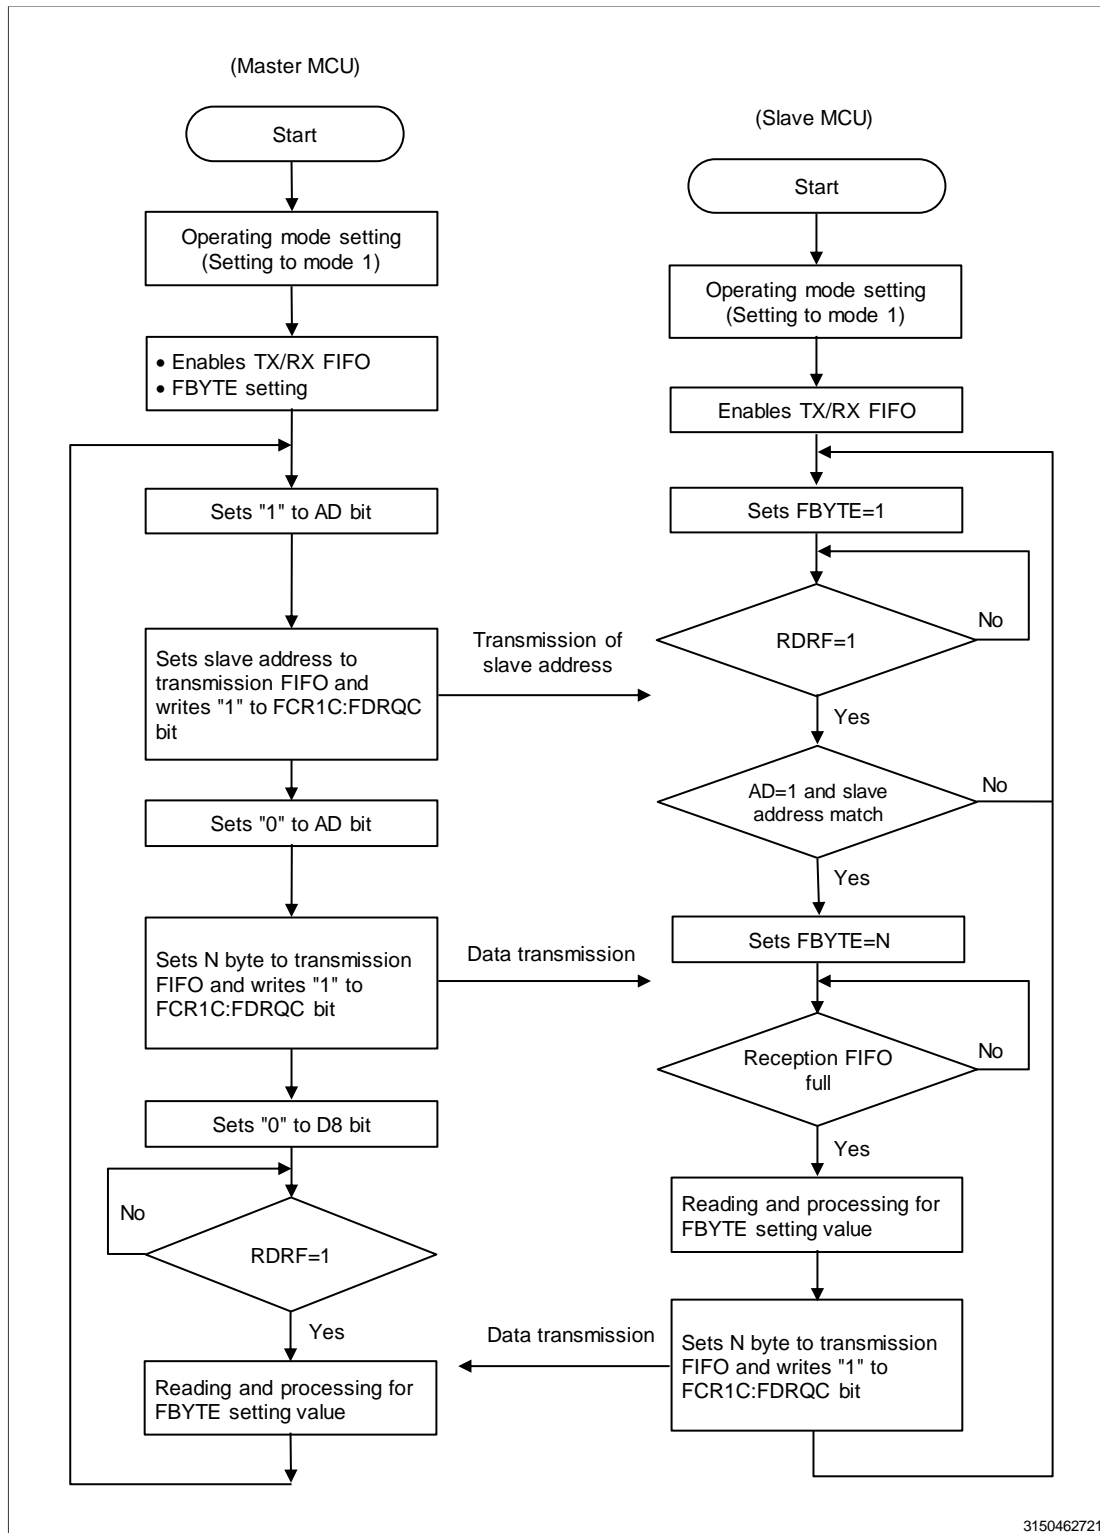 (Master MCU)
Start
Operating mode setting
(Setting to mode 1)
• Enables TX/RX FIFO
• FBYTE setting
Sets "1" to AD bit
Sets slave address to
transmission FIFO and
writes "1" to FCR1C:FDRQC
bit
Transmission of
slave address
Sets "0" to AD bit
Sets N byte to transmission
FIFO and writes "1" to
FCR1C:FDRQC bit
Data transmission
Sets "0" to D8 bit
No
RDRF=1
Yes
Reading and processing for
FBYTE setting value
(Slave MCU)
Start
Operating mode setting
(Setting to mode 1)
Enables TX/RX FIFO
Sets FBYTE=1
RDRF=1
No
Yes
AD=1 and slave
address match
No
Yes
Sets FBYTE=N
Reception FIFO
full
No
Yes
Reading and processing for
FBYTE setting value
Data transmission
Sets N byte to transmission
FIFO and writes "1" to
FCR1C:FDRQC bit
3150462721